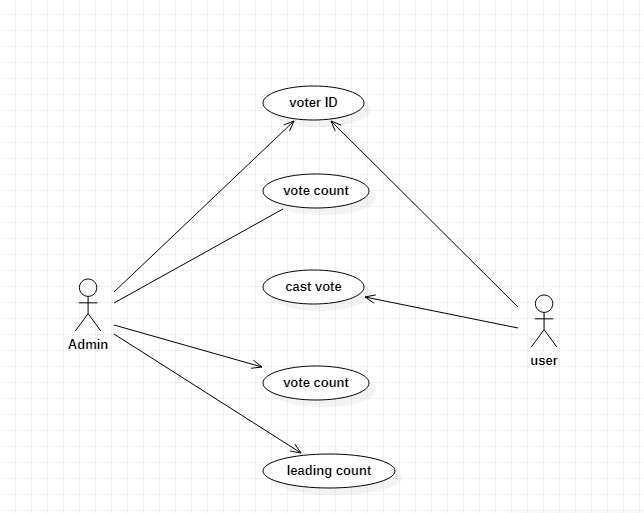 voter ID
vote count
cast vote
Admin
user
vote count
leading count